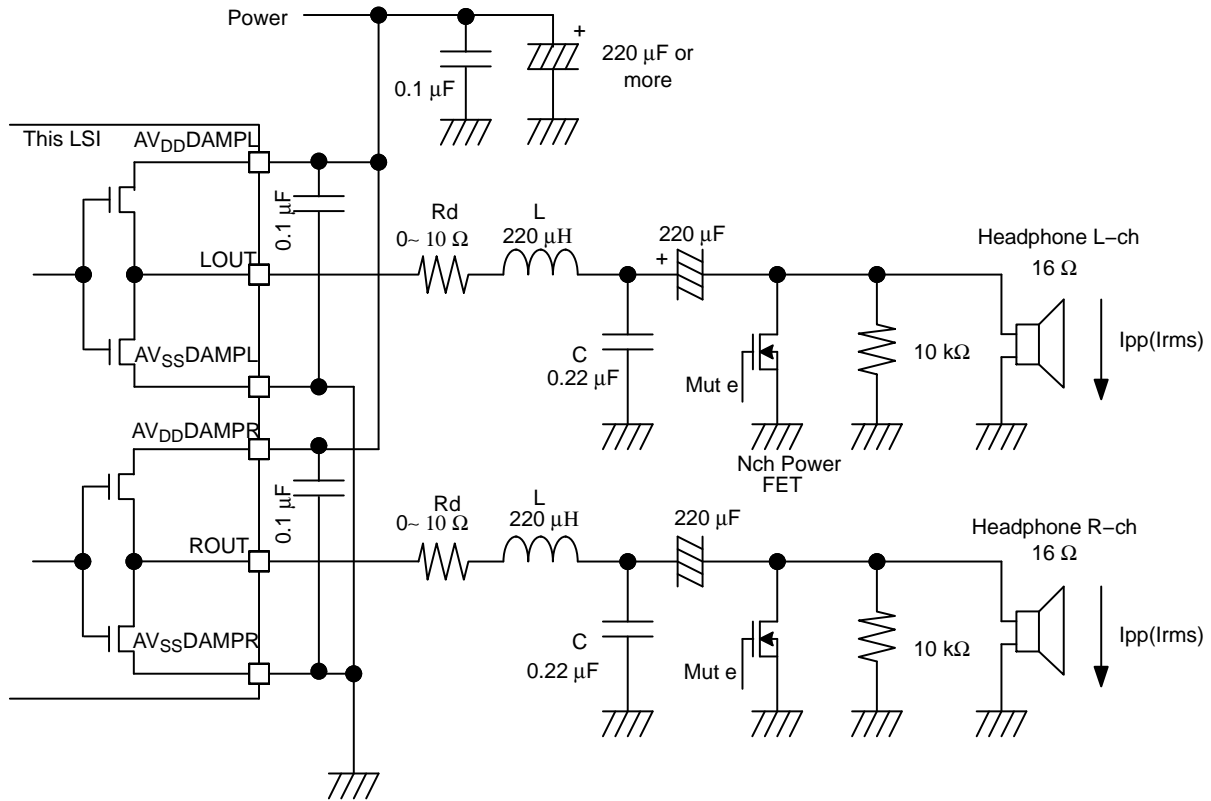 Power
+
220 μF or
more
0.1 μF
This LSI
AVDDDAMPL
0.1 μF
LOUT
AVSSDAMPL
Rd
0~ 10 Ω
L
220 μH
220 μF
+
C
0.22 μF
Mut e
Nch Power
FET
10 kΩ
Headphone L−ch
16 Ω
Ipp(Irms)
AVDDDAMPR
0.1 μF
ROUT
AVSSDAMPR
Rd
0~ 10 Ω
L
220 μH
220 μF
C
0.22 μF
Mut e
10 kΩ
Headphone R−ch
16 Ω
Ipp(Irms)